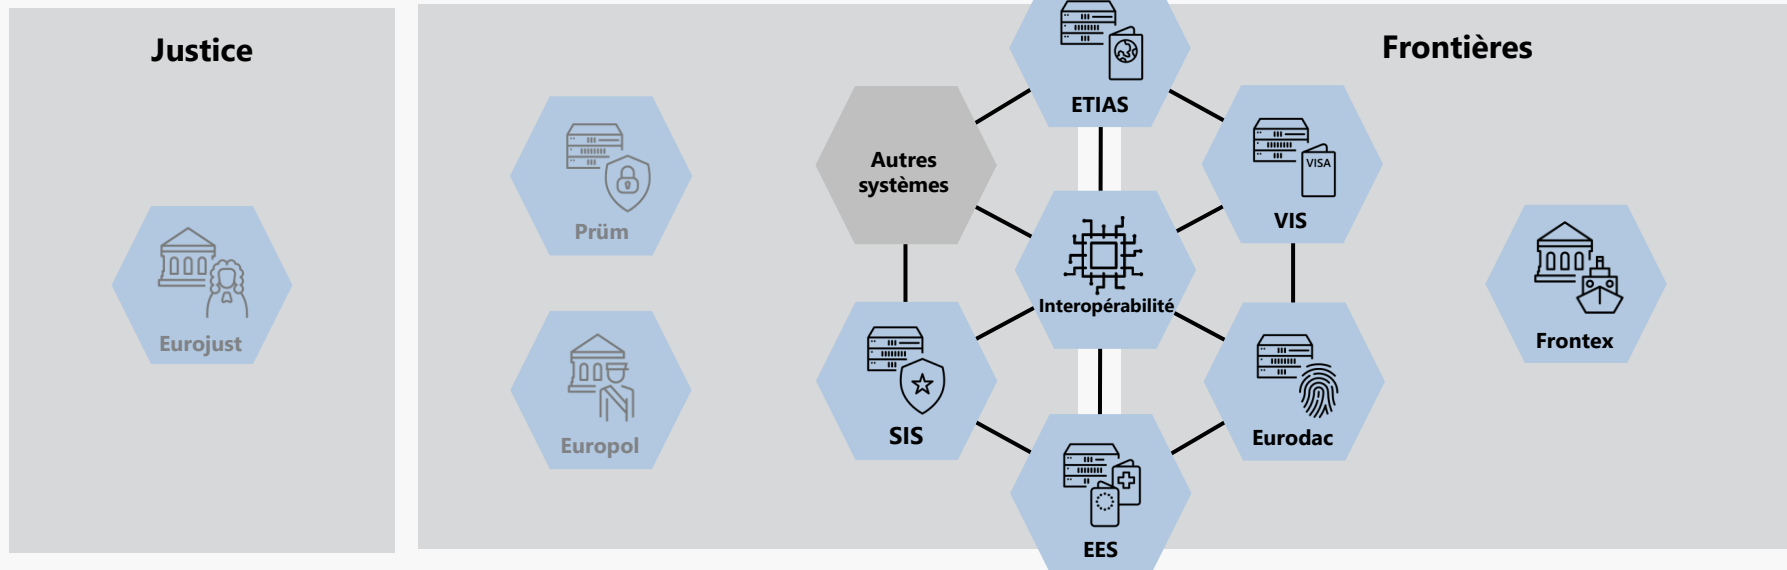 Justice
Frontières
ETIAS
Autres
systèmes
VISA
VIS
Prüm
Interopérabilité
Eurojust
Frontex
SIS
Eurodac
Europol
EES